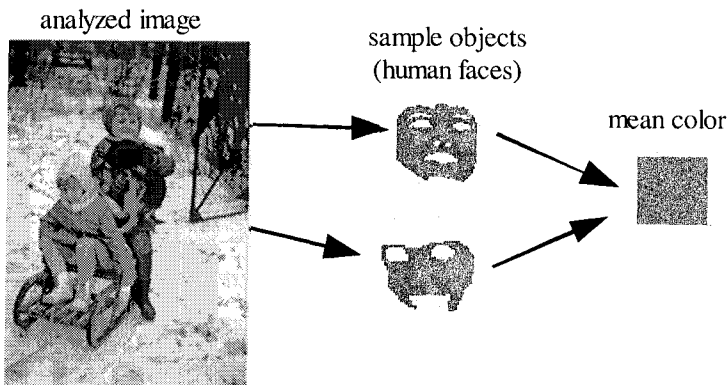 analyzed image
sample objects
(human faces)
mean color